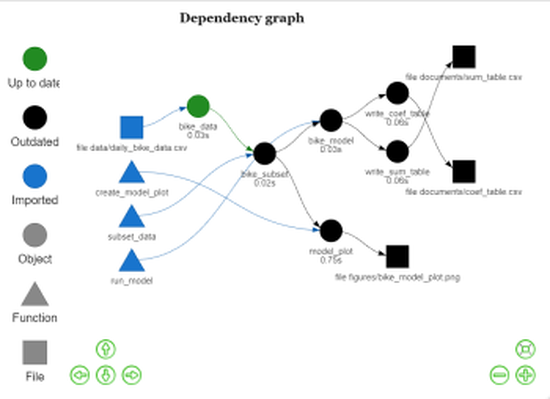 Dependency graph
Up to date
Outdated
Imported
Object
Function
File
file data/daily_bike_data.csv
create_model_plot
subset_data
run_model
bike_data
0.03s
bike_subset
0.02s
bike_model
0.03s
model_plot
0.75s
write_coef_table
0.06s
write_sum_table
0.06s
file figures/bike_model_plot.png
file documents/sum_table.csv
file documents/coef_table.csv